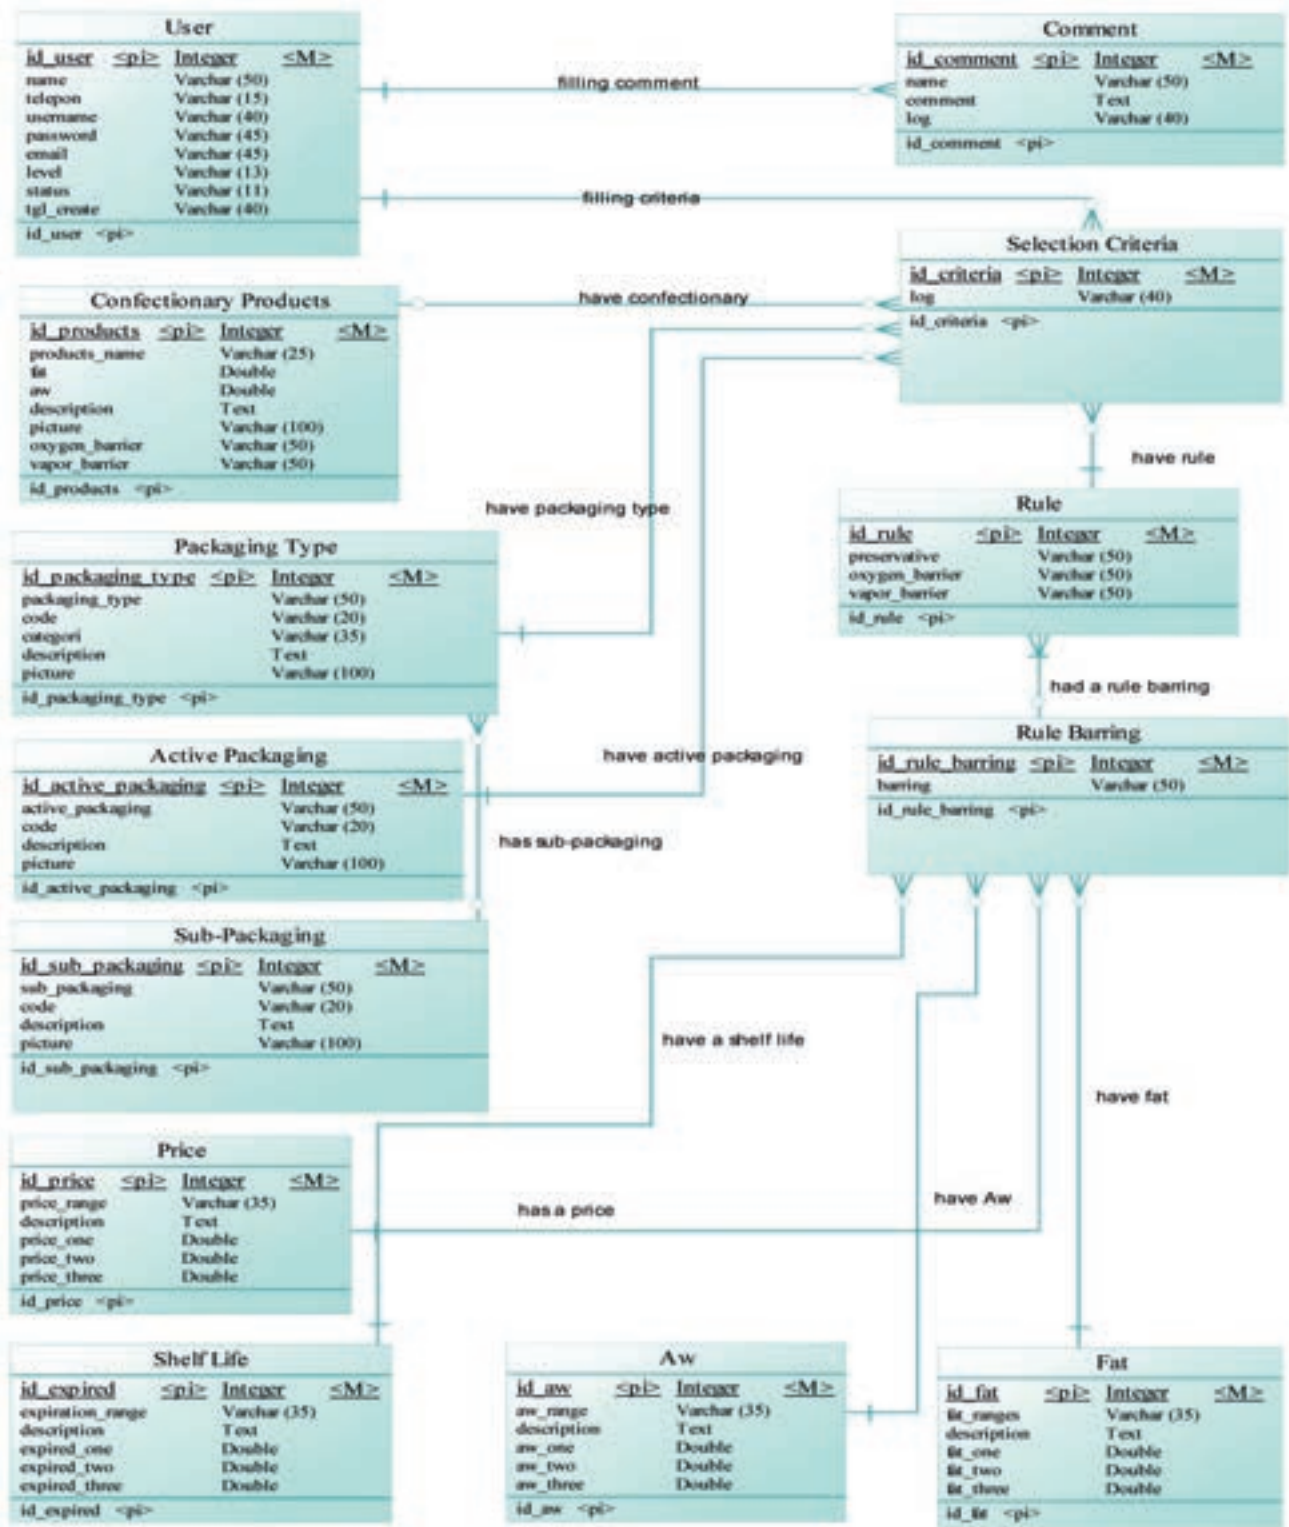 User
id_user <pi> Integer <M>
name Varchar (50)
telepon Varchar (15)
username Varchar (40)
password Varchar (45)
email Varchar (45)
level Varchar (13)
status Varchar (11)
tgl_create Varchar (40)
id_user <pi>
filling comment
Comment
id_comment <pi> Integer <M>
name Varchar (50)
comment Text
log Varchar (40)
id_comment <pi>
filling criteria
Selection Criteria
id_criteria <pi> Integer <M>
log Varchar (40)
id_criteria <pi>
Confectionary Products
id_products <pi> Integer <M>
products_name Varchar (25)
fat Double
aw Double
description Text
picture Varchar (100)
oxygen_barrier Varchar (50)
vapor_barrier Varchar (50)
id_products <pi>
have confectionary
have rule
have packaging type
Rule
id_rule <pi> Integer <M>
preservative Varchar (50)
oxygen_barrier Varchar (50)
vapor_barrier Varchar (50)
id_rule <pi>
Packaging Type
id_packaging_type <pi> Integer <M>
packaging_type Varchar (50)
code Varchar (20)
categori Varchar (35)
description Text
picture Varchar (100)
id_packaging_type <pi>
had a rule barring
Rule Barring
id_rule_barring <pi> Integer <M>
barring Varchar (50)
id_rule_barring <pi>
Active Packaging
id_active_packaging <pi> Integer <M>
active_packaging Varchar (50)
code Varchar (20)
description Text
picture Varchar (100)
id_active_packaging <pi>
have active packaging
has sub-packaging
Sub-Packaging
id_sub_packaging <pi> Integer <M>
sub_packaging Varchar (50)
code Varchar (20)
description Text
picture Varchar (100)
id_sub_packaging <pi>
have a shelf life
have fat
Price
id_price <pi> Integer <M>
price_range Varchar (35)
description Text
price_one Double
price_two Double
price_three Double
id_price <pi>
has a price
have Aw
Shelf Life
id_expired <pi> Integer <M>
expiration_range Varchar (35)
description Text
expired_one Double
expired_two Double
expired_three Double
id_expired <pi>
Aw
id_aw <pi> Integer <M>
aw_range Varchar (35)
description Text
aw_one Double
aw_two Double
aw_three Double
id_aw <pi>
Fat
id_fat <pi> Integer <M>
fat_ranges Varchar (35)
description Text
fat_one Double
fat_two Double
fat_three Double
id_fat <pi>